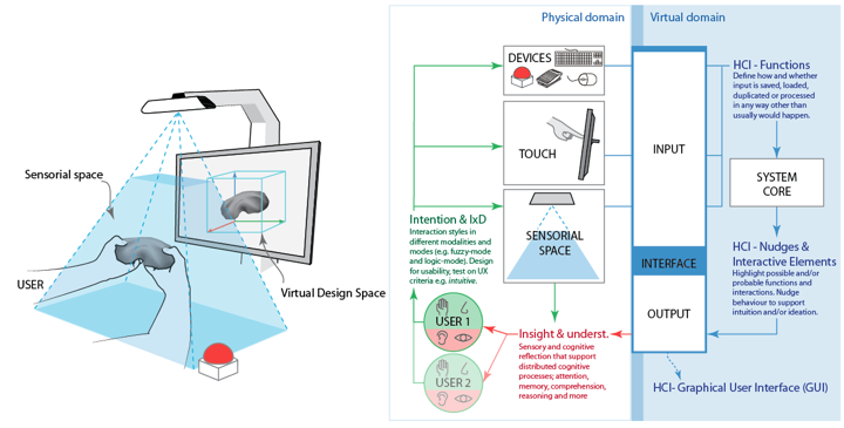 Sensorial space
USER
Virtual Design Space
Physical domain
Virtual domain
DEVICES
TOUCH
SENSORIAL
SPACE
Intention & IxD
Interaction styles in
different modalities and
modes (e.g. fuzzy-mode
and logic-mode). Design
for usability, test on UX
criteria e.g. intuitive.
USER 1
USER 2
Insight & underst.
Sensory and cognitive
reflection that support
distributed cognitive
processes; attention,
memory, comprehension,
reasoning and more
INPUT
INTERFACE
OUTPUT
HCI - Functions
Define how and whether
input is saved, loaded,
duplicated or processed
in any way other than
usually would happen.
SYSTEM
CORE
HCI - Nudges &
Interactive Elements
Highlight possible and/or
probable functions and
interactions. Nudge
behaviour to support
intuition and/or ideation.
HCI- Graphical User Interface (GUI)